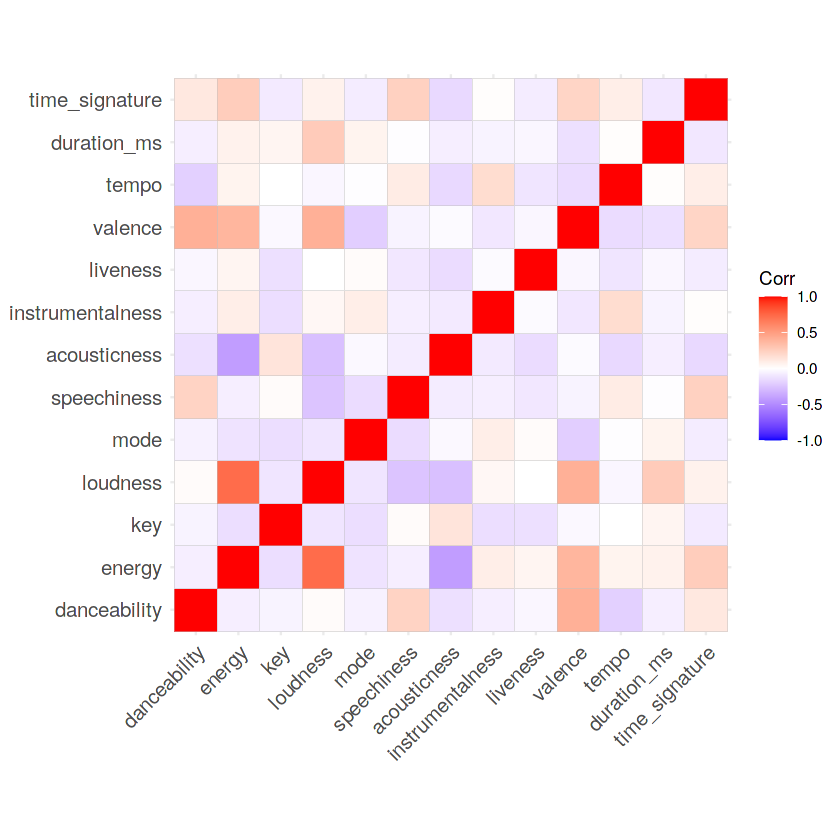 time_signature
duration_ms
tempo
valence
liveness
instrumentalness
acousticness
speechiness
mode
loudness
key
energy
danceability
danceability
energy
key
loudness
mode
speechiness
acousticness
instrumentalness
liveness
valence
tempo
duration_ms
time_signature
Corr
1.0
0.5
0.0
-0.5
-1.0